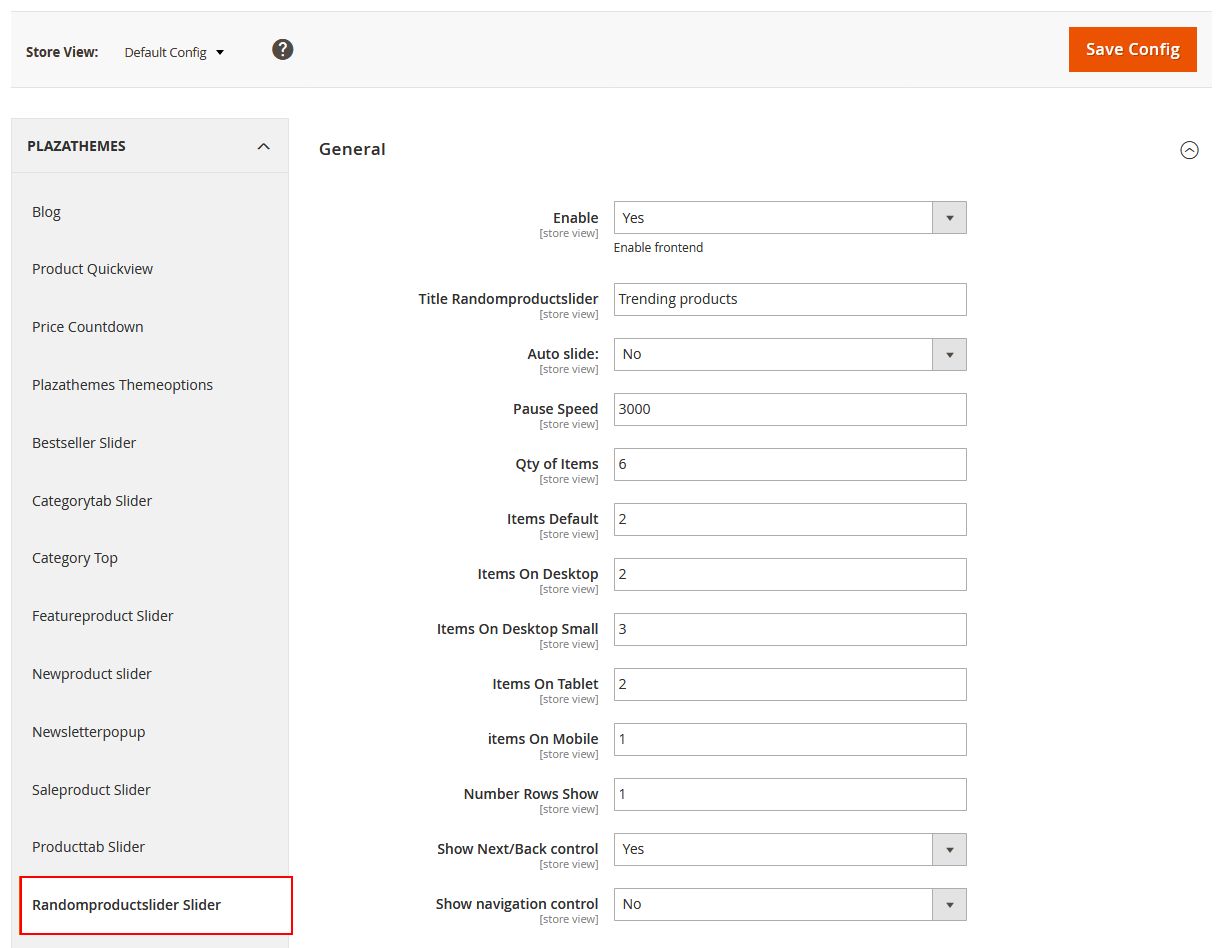 Store View: Default Config ?
Save Config
PLAZATHEMES
Blog
Product Quickview
Price Countdown
Plazathemes Themeoptions
Bestseller Slider
Categorytab Slider
Category Top
Featureproduct Slider
Newproduct slider
Newsletterpopup
Saleproduct Slider
Producttab Slider
Randomproductslider Slider
General
Enable Yes
[store view]
Enable frontend
Title Randomproductslider Trending products
[store view]
Auto slide: No
[store view]
Pause Speed 3000
[store view]
Qty of Items 6
[store view]
Items Default 2
[store view]
Items On Desktop 2
[store view]
Items On Desktop Small 3
[store view]
Items On Tablet 2
[store view]
items On Mobile 1
[store view]
Number Rows Show 1
[store view]
Show Next/Back control Yes
[store view]
Show navigation control No
[store view]